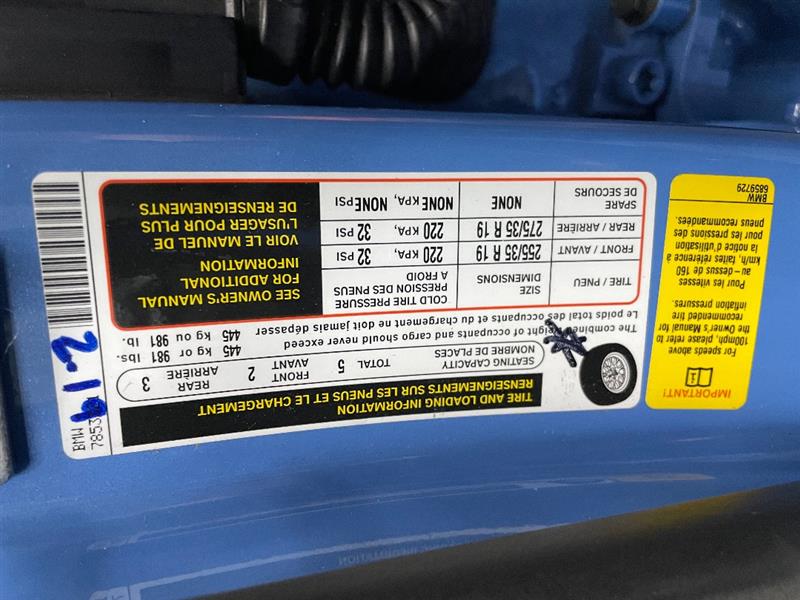 TIRE AND LOADING INFORMATION
RENSEIGNEMENTS SUR LES PNEUS ET LE CHARGEMENT
SEATING CAPACITY
NOMBRE DE PLACES
TOTAL 5
FRONT
AVANT 2
REAR
ARRIÈRE 3
The combined weight of occupants and cargo should never exceed 445 kg or 981 lbs.
Le poids total des occupants et du chargement ne doit jamais dépasser 445 kg ou 981 lb.
TIRE / PNEU
SIZE
DIMENSIONS
COLD TIRE PRESSURE
PRESSION DES PNEUS
A FROID
FRONT / AVANT 255/35 R 19 220 KPA, 32 PSI
REAR / ARRIÈRE 275/35 R 19 220 KPA, 32 PSI
SPARE
DE SECOURS NONE NONE KPA, NONE PSI
SEE OWNER'S MANUAL
FOR ADDITIONAL
INFORMATION
VOIR LE MANUEL DE
L'USAGER POUR PLUS
DE RENSEIGNEMENTS
BMW
7853
IMPORTANT!
For speeds above
100mph, please refer to
the Owner's Manual for
recommended tire
inflation pressures.
Pour les vitesses
au – dessus de 160
km/h, faites référence à
la notice d'utilisation
pour les pressions des
pneus recommandées.
BMW
6859729